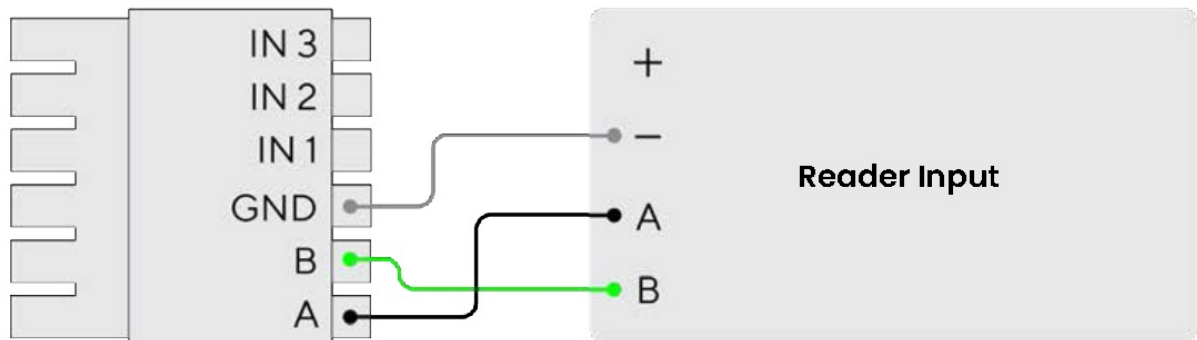 IN 3
IN 2
IN 1
GND
B
A
+
−
A
B
Reader Input